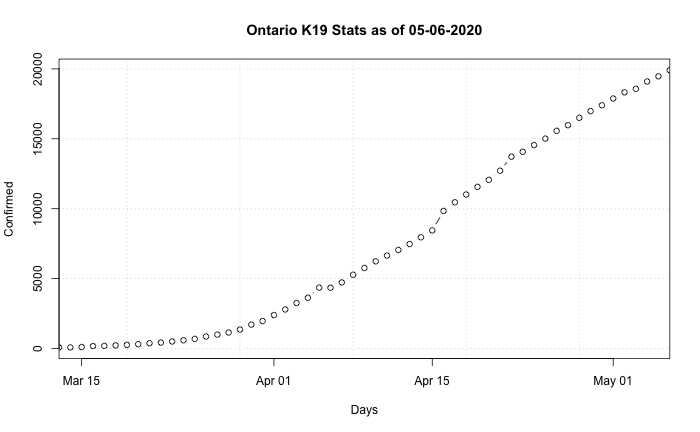 Ontario K19 Stats as of 05-06-2020
20000
15000
10000
5000
0
Confirmed
Mar 15
Apr 01
Apr 15
May 01
Days